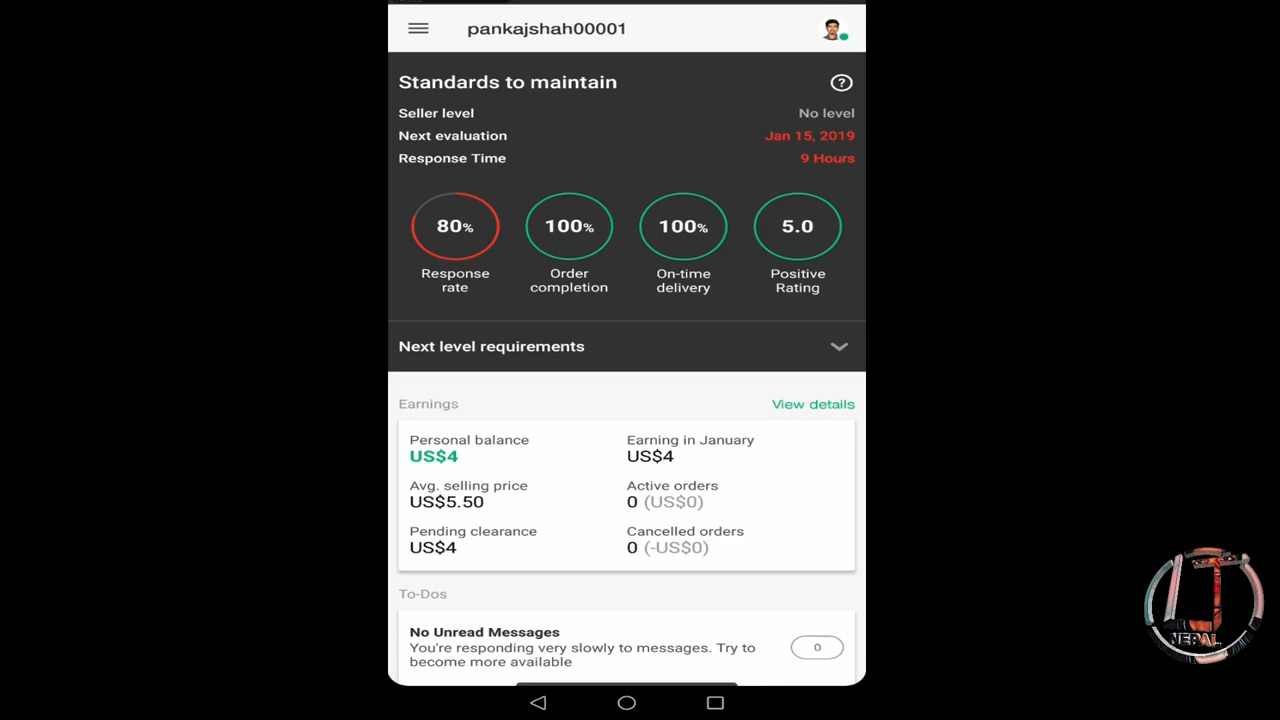 pankajshah00001
Standards to maintain
?
Seller level No level
Next evaluation Jan 15, 2019
Response Time 9 Hours
80% 100% 100% 5.0
Response rate
Order completion
On-time delivery
Positive Rating
Next level requirements
Earnings View details
Personal balance Earning in January
US$4 US$4
Avg. selling price Active orders
US$5.50 0 (US$0)
Pending clearance Cancelled orders
US$4 0 (-US$0)
To-Dos
No Unread Messages
You're responding very slowly to messages. Try to
become more available
0
NEPAL